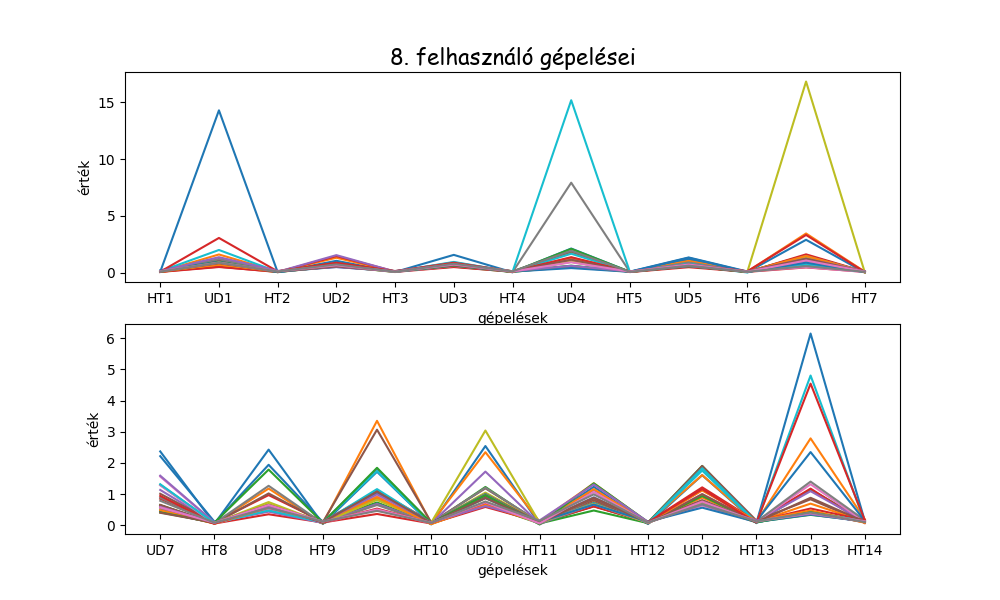 8. felhasználó gépelései
15
10
5
0
érték
HT1 UD1 HT2 UD2 HT3 UD3 HT4 UD4 HT5 UD5 HT6 UD6 HT7
gépelések
6
5
4
3
2
1
0
érték
UD7 HT8 UD8 HT9 UD9 HT10 UD10 HT11 UD11 HT12 UD12 HT13 UD13 HT14
gépelések